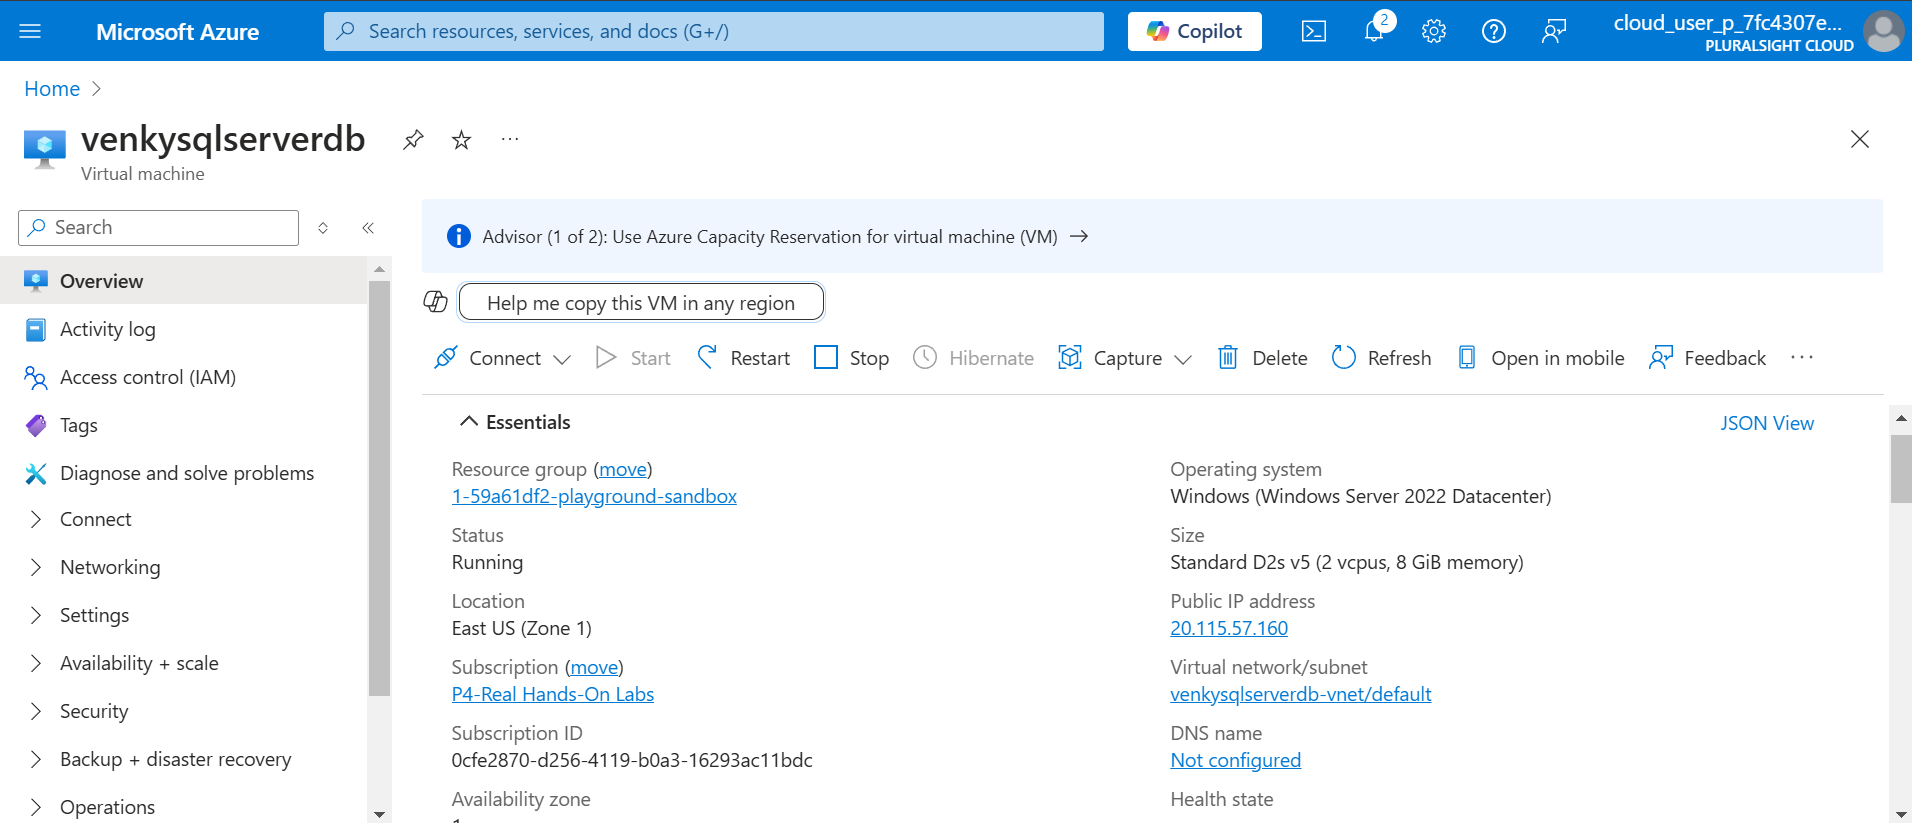 Microsoft Azure
Search resources, services, and docs (G+/)
Copilot
2
cloud_user_p_7fc4307e...
PLURALSIGHT CLOUD
Home
venkysqlserverdb
Virtual machine
Search
Overview
Activity log
Access control (IAM)
Tags
Diagnose and solve problems
Connect
Networking
Settings
Availability + scale
Security
Backup + disaster recovery
Operations
Advisor (1 of 2): Use Azure Capacity Reservation for virtual machine (VM)
Help me copy this VM in any region
Connect Start Restart Stop Hibernate Capture Delete Refresh Open in mobile Feedback
Essentials
JSON View
Resource group (move)
1-59a61df2-playground-sandbox
Status
Running
Location
East US (Zone 1)
Subscription (move)
P4-Real Hands-On Labs
Subscription ID
0cfe2870-d256-4119-b0a3-16293ac11bdc
Availability zone
Operating system
Windows (Windows Server 2022 Datacenter)
Size
Standard D2s v5 (2 vcpus, 8 GiB memory)
Public IP address
20.115.57.160
Virtual network/subnet
venkysqlserverdb-vnet/default
DNS name
Not configured
Health state